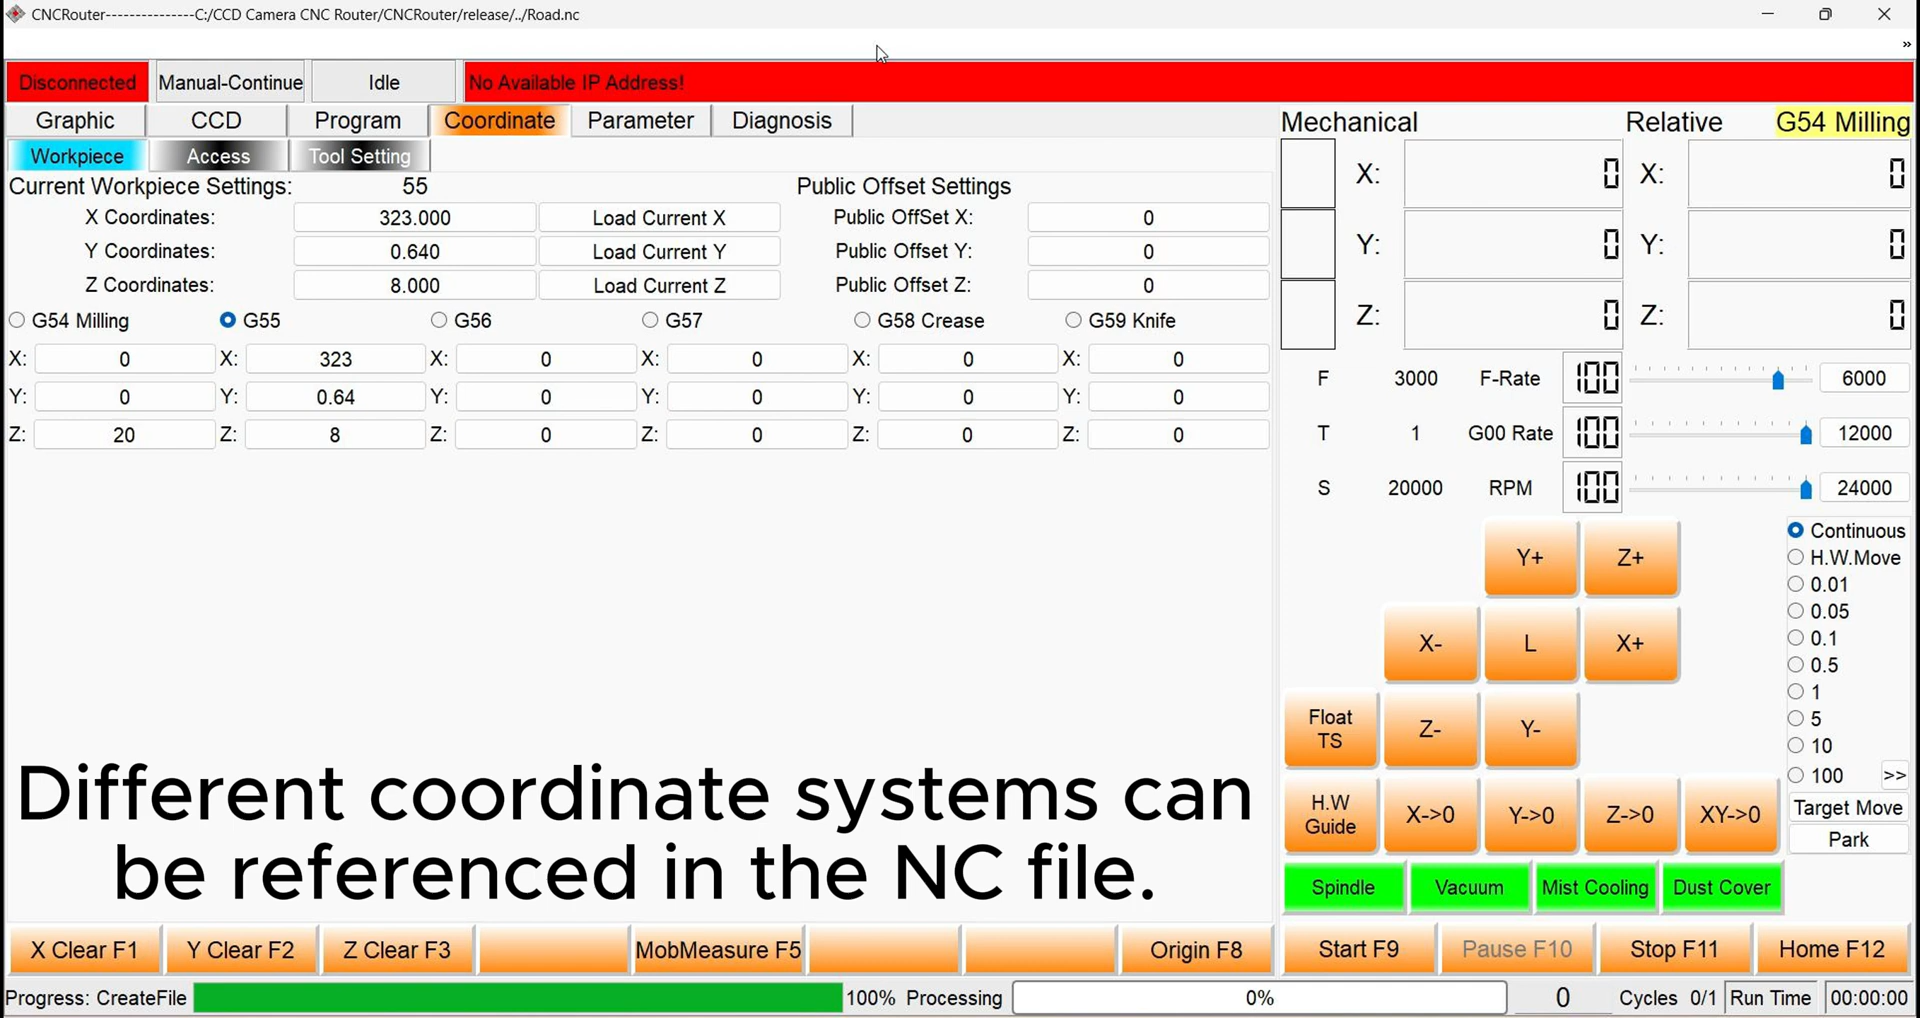 CNCRouter---------------C:/CCD Camera CNC Router/CNCRouter/release/../Road.nc
»
Disconnected Manual-Continue Idle No Available IP Address!
Graphic CCD Program Coordinate Parameter Diagnosis
Workpiece Access Tool Setting
Current Workpiece Settings: 55 Public Offset Settings
X Coordinates: 323.000 Load Current X Public OffSet X: 0
Y Coordinates: 0.640 Load Current Y Public Offset Y: 0
Z Coordinates: 8.000 Load Current Z Public Offset Z: 0
G54 Milling G55 G56 G57 G58 Crease G59 Knife
X: 0 X: 323 X: 0 X: 0 X: 0 X: 0
Y: 0 Y: 0.64 Y: 0 Y: 0 Y: 0 Y: 0
Z: 20 Z: 8 Z: 0 Z: 0 Z: 0 Z: 0
Different coordinate systems can
be referenced in the NC file.
Mechanical Relative G54 Milling
X: 0 X: 0
Y: 0 Y: 0
Z: 0 Z: 0
F 3000 F-Rate 100 6000
T 1 G00 Rate 100 12000
S 20000 RPM 100 24000
Y+ Z+
X- L X+
Float
TS
Z- Y-
H.W
Guide
X->0 Y->0 Z->0 XY->0
Continuous
H.W.Move
0.01
0.05
0.1
0.5
1
5
10
100 >>
Target Move
Park
Spindle Vacuum Mist Cooling Dust Cover
X Clear F1 Y Clear F2 Z Clear F3 MobMeasure F5 Origin F8 Start F9 Pause F10 Stop F11 Home F12
Progress: CreateFile 100% Processing 0% 0 Cycles 0/1 Run Time 00:00:00